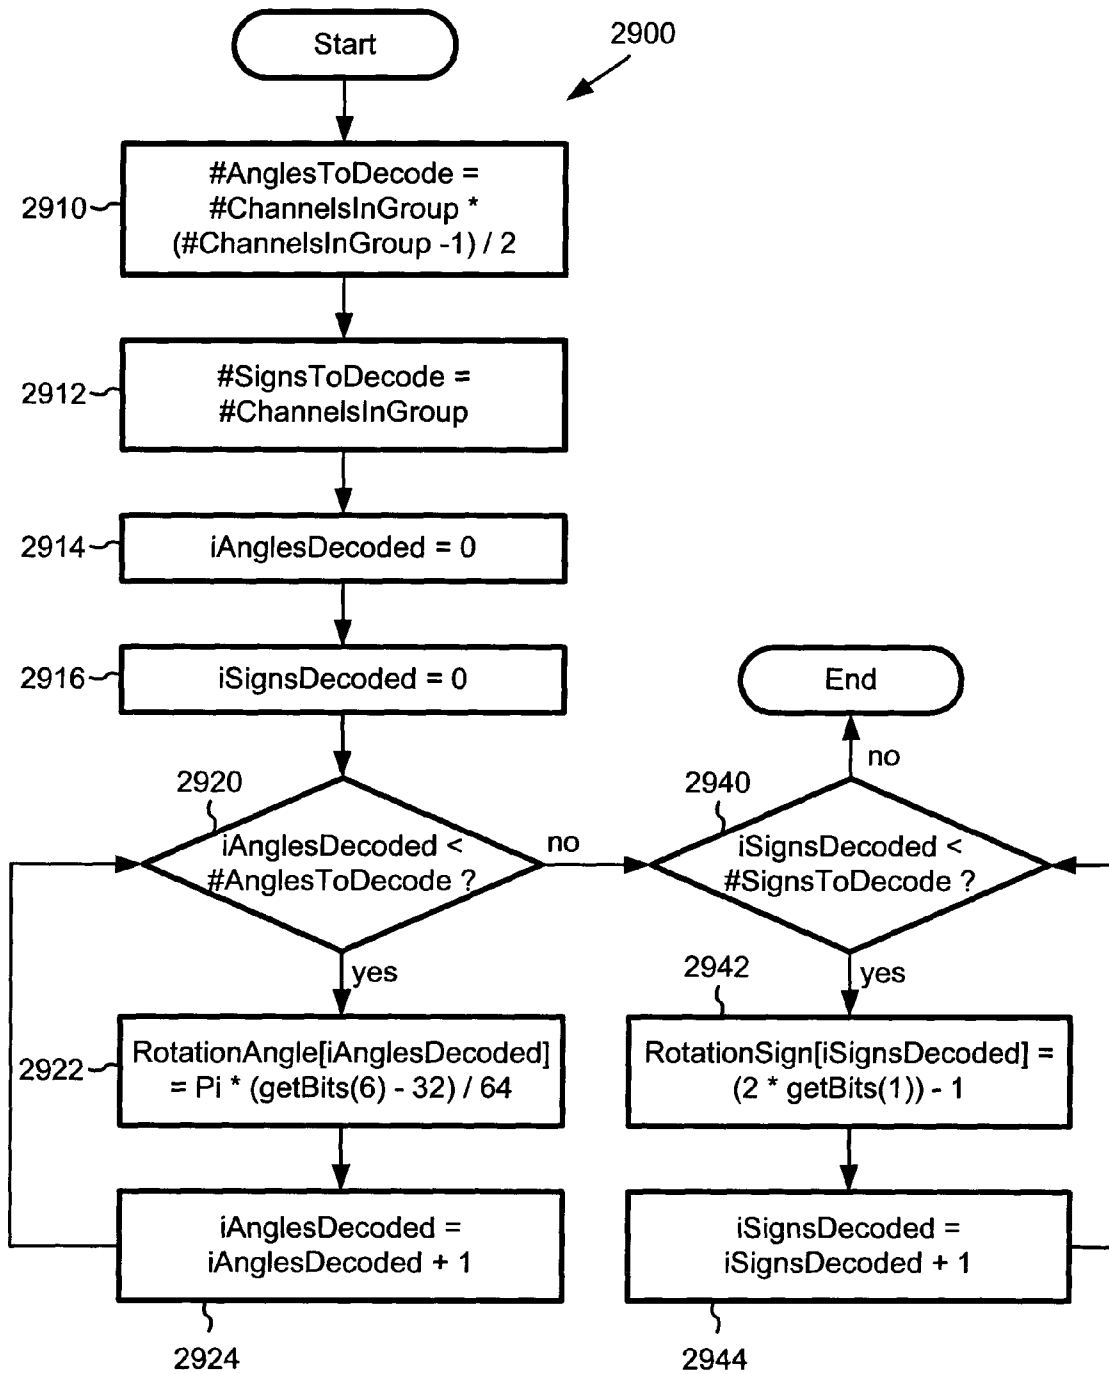 Start
2900
2910
#AnglesToDecode =
#ChannelsInGroup *
(#ChannelsInGroup -1) / 2
2912
#SignsToDecode =
#ChannelsInGroup
2914
iAnglesDecoded = 0
2916
iSignsDecoded = 0
End
no
2920
iAnglesDecoded <
#AnglesToDecode ?
no
2940
iSignsDecoded <
#SignsToDecode ?
yes
2942
yes
2922
RotationAngle[iAnglesDecoded]
= Pi * (getBits(6) - 32) / 64
RotationSign[iSignsDecoded] =
(2 * getBits(1)) - 1
iAnglesDecoded =
iAnglesDecoded + 1
iSignsDecoded =
iSignsDecoded + 1
2924
2944